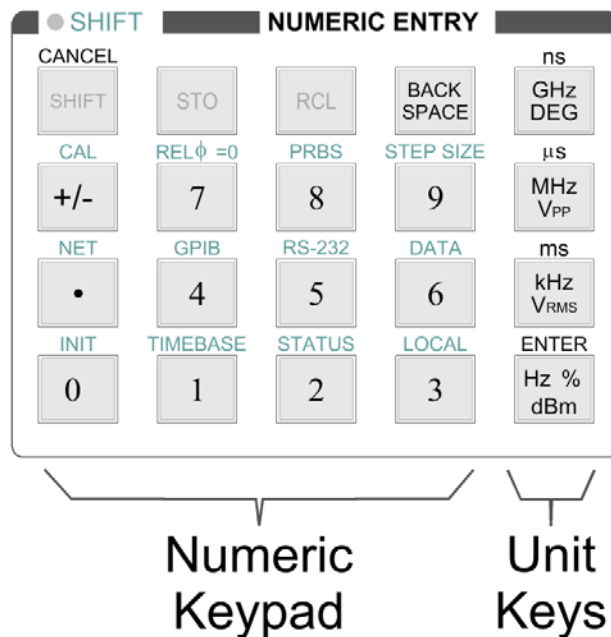 SHIFT NUMERIC ENTRY
CANCEL ns
SHIFT STO RCL BACK SPACE GHz DEG
CAL RELϕ =0 PRBS STEP SIZE µs
+/- 7 8 9 MHz VPP
NET GPIB RS-232 DATA ms
• 4 5 6 kHz VRMS
INIT TIMEBASE STATUS LOCAL ENTER
0 1 2 3 Hz % dBm
Numeric Keypad
Unit Keys